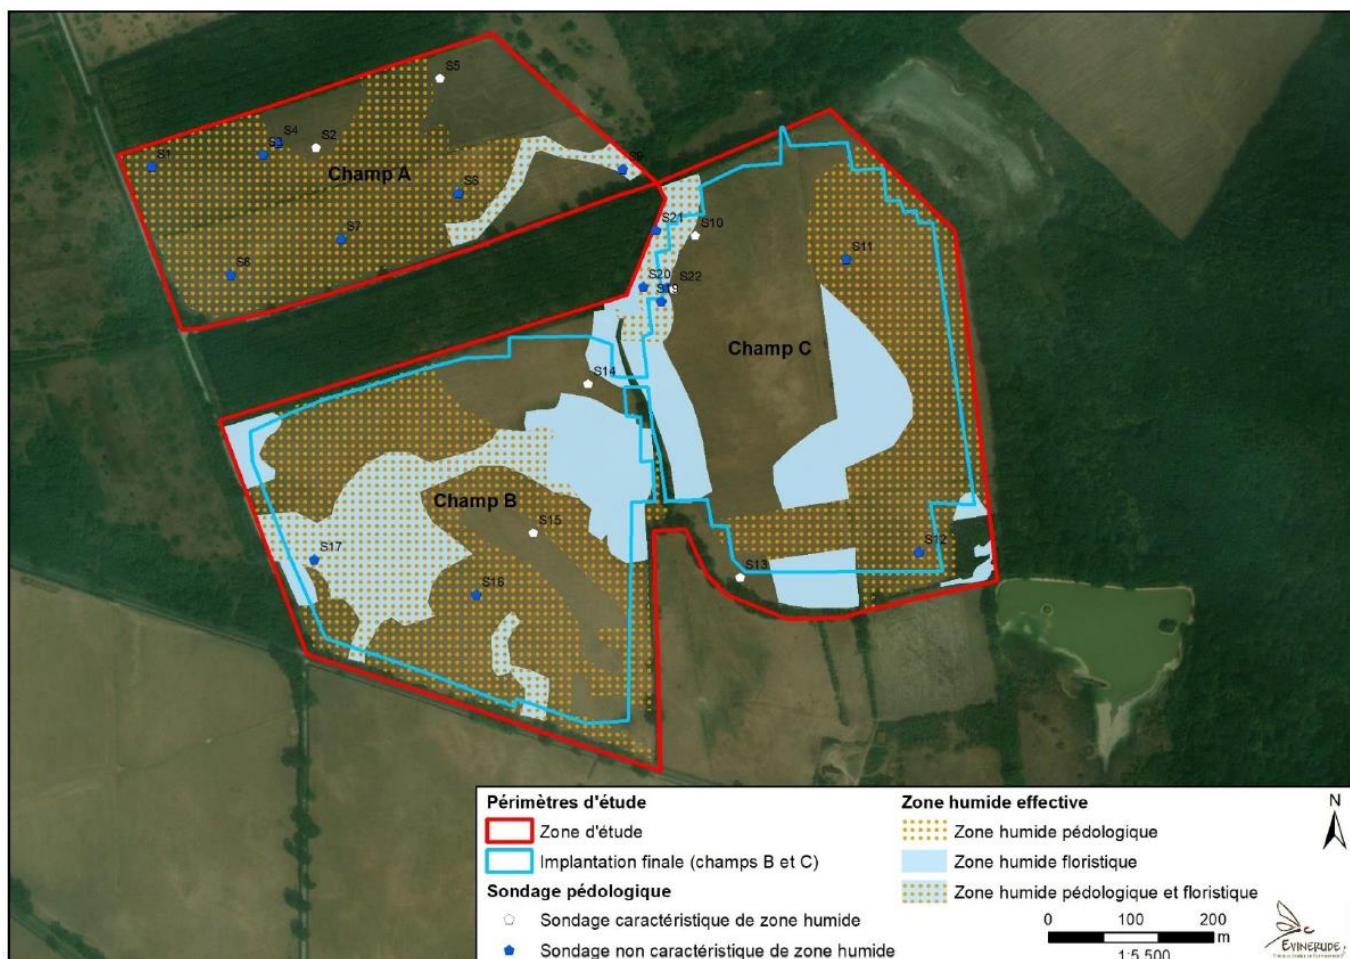 S5
S4
S2
S3
S1
Champ A
S9
S6
S7
S8
S21
S10
S11
S20
S22
S19
Champ C
S14
Champ B
S15
S17
S12
S16
S13
Périmètres d'étude
Zone d'étude
Implantation finale (champs B et C)
Sondage pédologique
Sondage caractéristique de zone humide
Sondage non caractéristique de zone humide
Zone humide effective
Zone humide pédologique
Zone humide floristique
Zone humide pédologique et floristique
N
0 100 200
m
1:5 500
EVINERUDE